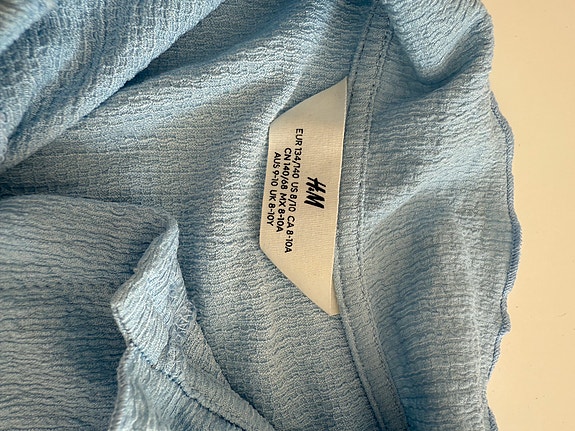 H&M
EUR 134/140 US 8/10 CA 8-10A
CN 140/68 MX 8-10A
AUS 9-10 UK 8-10Y